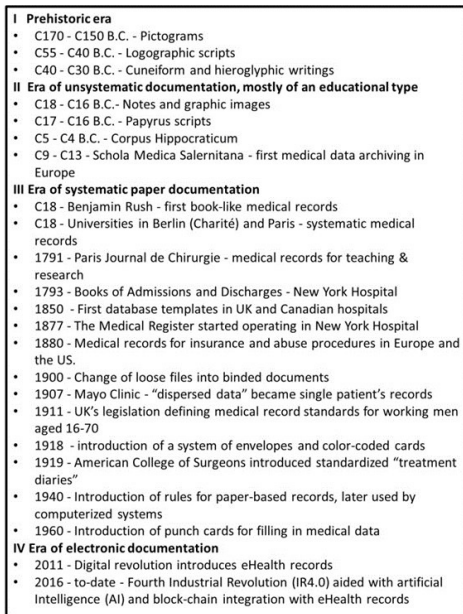 I Prehistoric era
• C170 - C150 B.C. - Pictograms
• C55 - C40 B.C. - Logographic scripts
• C40 - C30 B.C. - Cuneiform and hieroglyphic writings
II Era of unsystematic documentation, mostly of an educational type
• C18 - C16 B.C.- Notes and graphic images
• C17 - C16 B.C. - Papyrus scripts
• C5 - C4 B.C. - Corpus Hippocraticum
• C9 - C13 - Schola Medica Salernitana - first medical data archiving in
Europe
III Era of systematic paper documentation
• C18 - Benjamin Rush - first book-like medical records
• C18 - Universities in Berlin (Charité) and Paris - systematic medical
records
• 1791 - Paris Journal de Chirurgie - medical records for teaching &
research
• 1793 - Books of Admissions and Discharges - New York Hospital
• 1850 - First database templates in UK and Canadian hospitals
• 1877 - The Medical Register started operating in New York Hospital
• 1880 - Medical records for insurance and abuse procedures in Europe and
the US.
• 1900 - Change of loose files into binded documents
• 1907 - Mayo Clinic - “dispersed data” became single patient’s records
• 1911 - UK’s legislation defining medical record standards for working men
aged 16-70
• 1918 - introduction of a system of envelopes and color-coded cards
• 1919 - American College of Surgeons introduced standardized “treatment
diaries”
• 1940 - Introduction of rules for paper-based records, later used by
computerized systems
• 1960 - Introduction of punch cards for filling in medical data
IV Era of electronic documentation
• 2011 - Digital revolution introduces eHealth records
• 2016 - to-date - Fourth Industrial Revolution (IR4.0) aided with artificial
Intelligence (AI) and block-chain integration with eHealth records